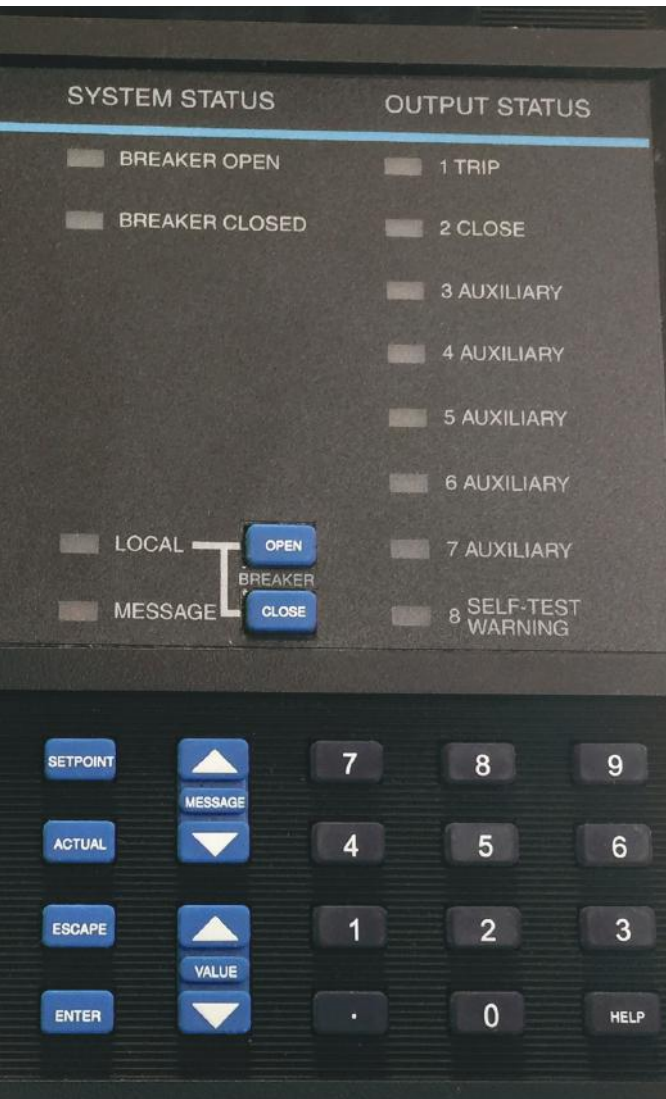 SYSTEM STATUS
OUTPUT STATUS
BREAKER OPEN
1 TRIP
BREAKER CLOSED
2 CLOSE
3 AUXILIARY
4 AUXILIARY
5 AUXILIARY
6 AUXILIARY
LOCAL
OPEN
7 AUXILIARY
BREAKER
MESSAGE
CLOSE
8 SELF-TEST
WARNING
SETPOINT
MESSAGE
7
8
9
ACTUAL
4
5
6
ESCAPE
VALUE
1
2
3
ENTER
.
0
HELP